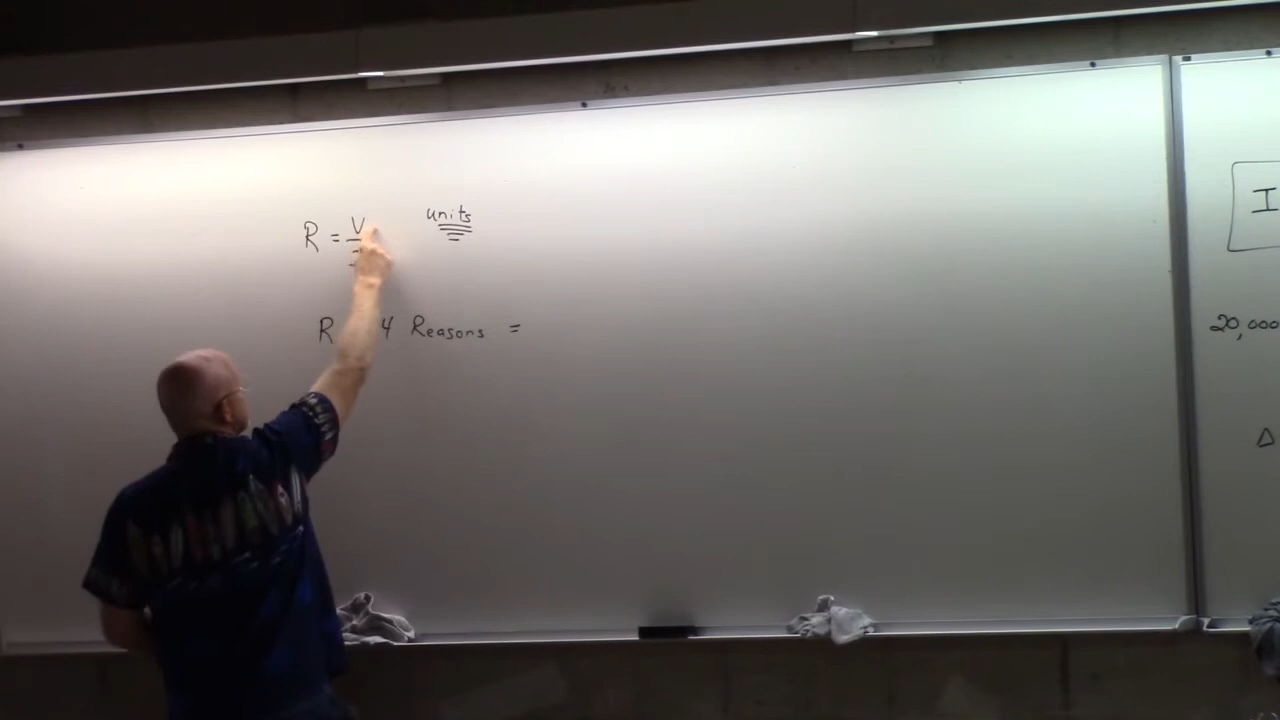 R = V
units
R 4 Reasons =
I
20,000
Δ